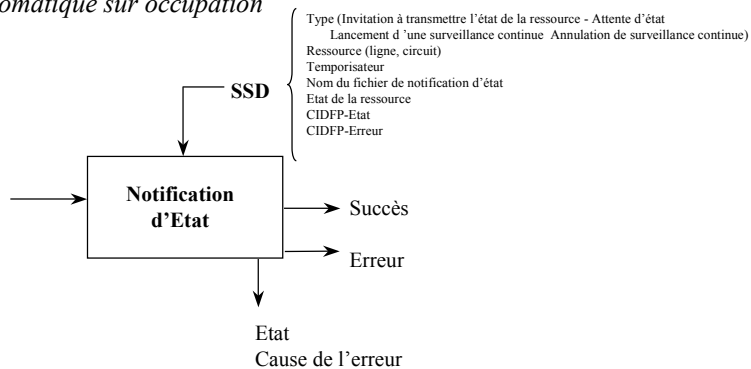 omatique sur occupation
Type (Invitation à transmettre l'état de la ressource - Attente d'état
Lancement d 'une surveillance continue Annulation de surveillance continue)
Ressource (ligne, circuit)
Temporisateur
Nom du fichier de notification d'état
Etat de la ressource
CIDFP-Etat
CIDFP-Erreur
SSD
Notification
d'Etat
Succès
Erreur
Etat
Cause de l'erreur